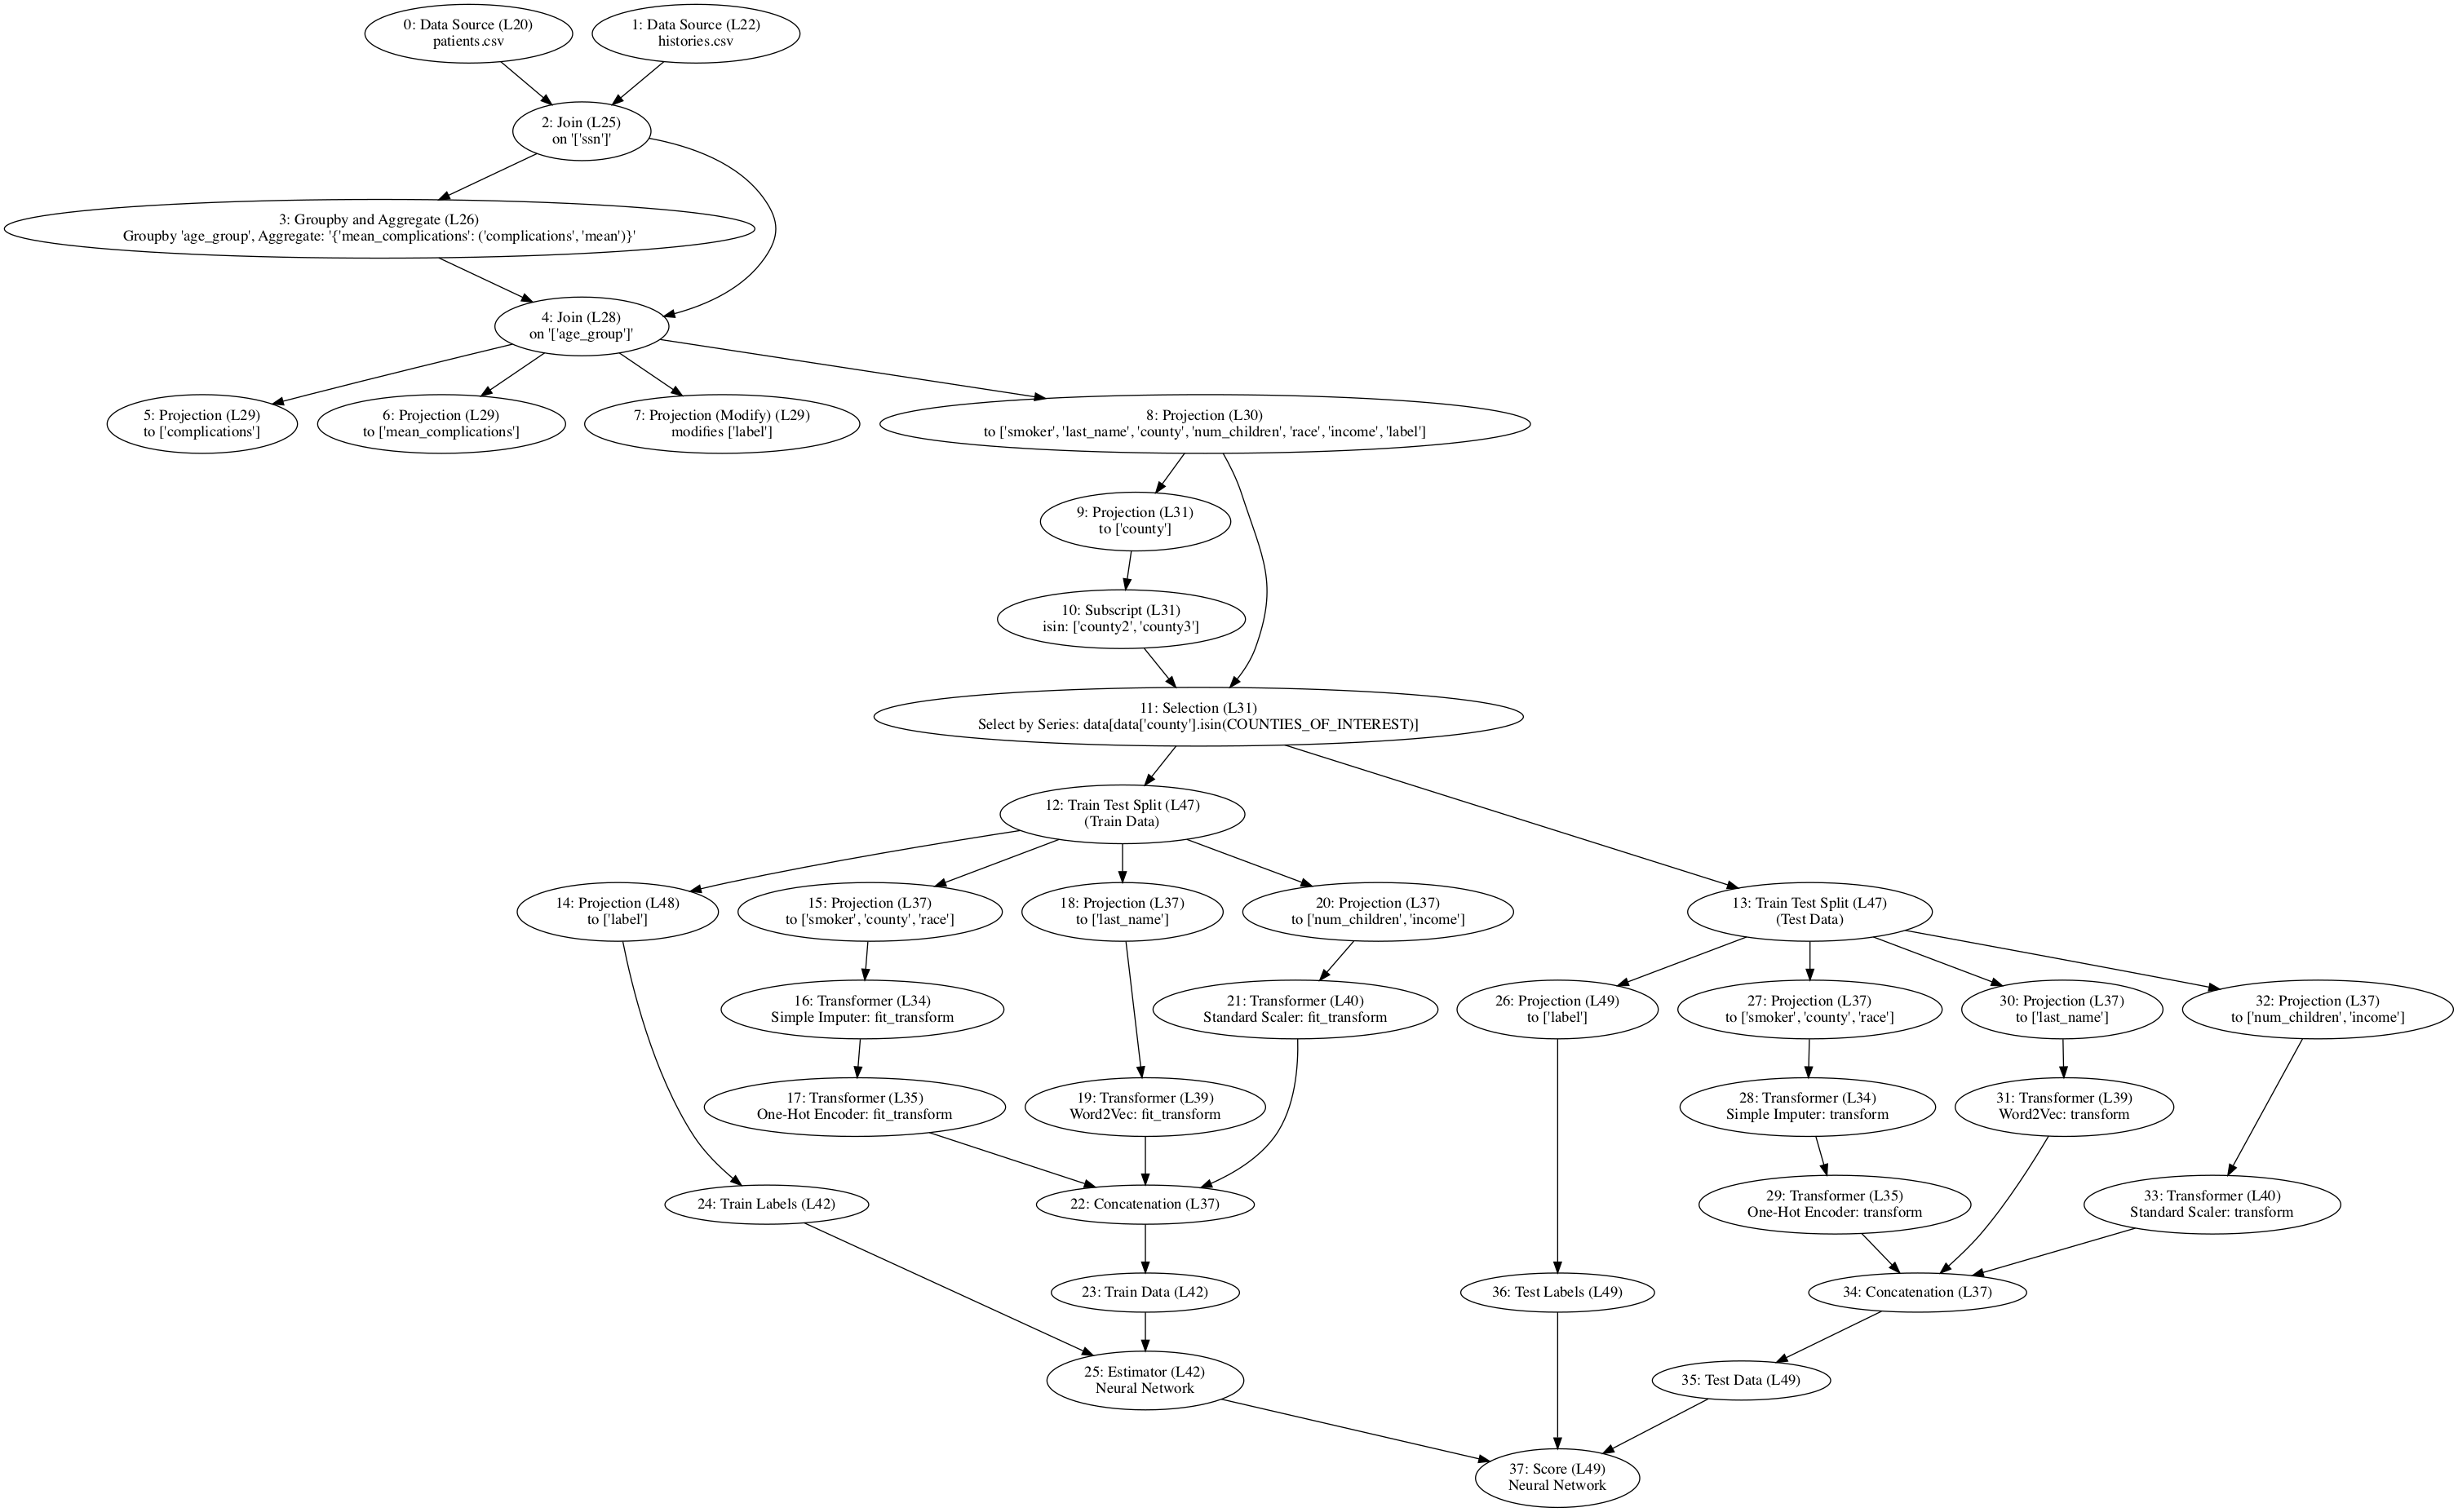 0: Data Source (L20)
patients.csv
1: Data Source (L22)
histories.csv
2: Join (L25)
on '['ssn']'
3: Groupby and Aggregate (L26)
Groupby 'age_group', Aggregate: '{'mean_complications': ('complications', 'mean')}'
4: Join (L28)
on '['age_group']'
5: Projection (L29)
to ['complications']
6: Projection (L29)
to ['mean_complications']
7: Projection (Modify) (L29)
modifies ['label']
8: Projection (L30)
to ['smoker', 'last_name', 'county', 'num_children', 'race', 'income', 'label']
9: Projection (L31)
to ['county']
10: Subscript (L31)
isin: ['county2', 'county3']
11: Selection (L31)
Select by Series: data[data['county'].isin(COUNTIES_OF_INTEREST)]
12: Train Test Split (L47)
(Train Data)
14: Projection (L48)
to ['label']
15: Projection (L37)
to ['smoker', 'county', 'race']
18: Projection (L37)
to ['last_name']
20: Projection (L37)
to ['num_children', 'income']
13: Train Test Split (L47)
(Test Data)
16: Transformer (L34)
Simple Imputer: fit_transform
21: Transformer (L40)
Standard Scaler: fit_transform
26: Projection (L49)
to ['label']
27: Projection (L37)
to ['smoker', 'county', 'race']
30: Projection (L37)
to ['last_name']
32: Projection (L37)
to ['num_children', 'income']
17: Transformer (L35)
One-Hot Encoder: fit_transform
19: Transformer (L39)
Word2Vec: fit_transform
28: Transformer (L34)
Simple Imputer: transform
31: Transformer (L39)
Word2Vec: transform
24: Train Labels (L42)
22: Concatenation (L37)
29: Transformer (L35)
One-Hot Encoder: transform
33: Transformer (L40)
Standard Scaler: transform
23: Train Data (L42)
36: Test Labels (L49)
34: Concatenation (L37)
25: Estimator (L42)
Neural Network
35: Test Data (L49)
37: Score (L49)
Neural Network